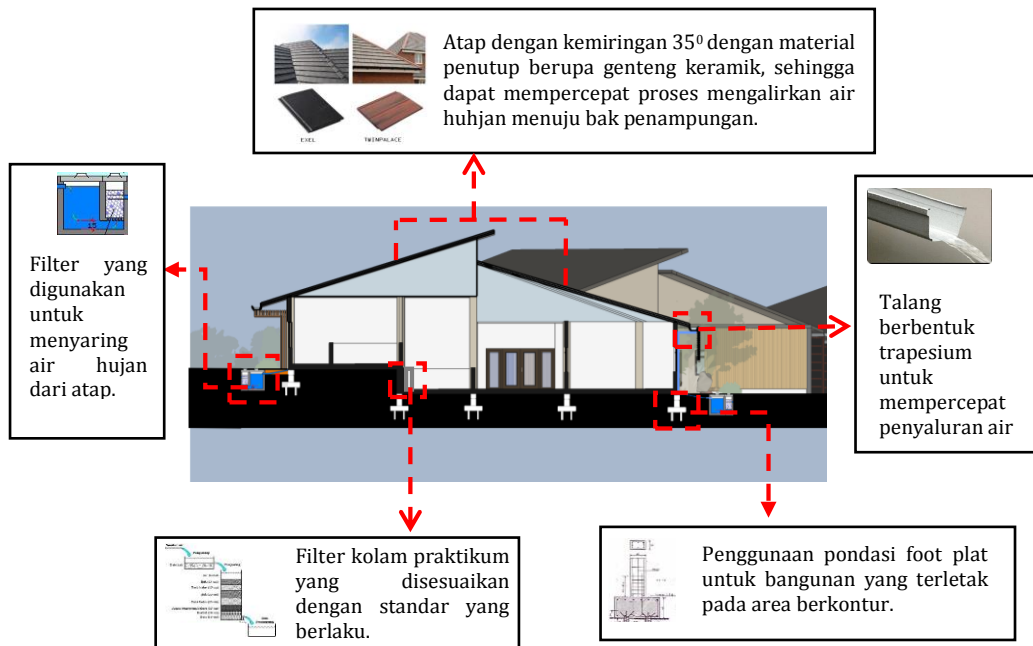 Atap dengan kemiringan 35⁰ dengan material
penutup berupa genteng keramik, sehingga
dapat mempercepat proses mengalirkan air
huhjan menuju bak penampungan.
EXEL
TWINPALACE
Filter yang
digunakan
untuk
menyaring
air hujan
dari atap.
Talang
berbentuk
trapesium
untuk
mempercepat
penyaluran air
Filter kolam praktikum
yang disesuaikan
dengan standar yang
berlaku.
Penggunaan pondasi foot plat
untuk bangunan yang terletak
pada area berkontur.